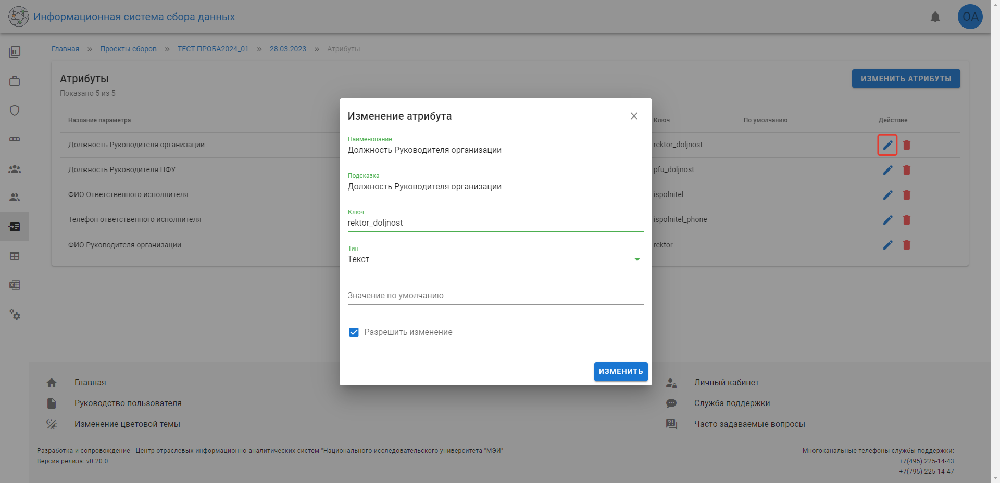 Информационная система сбора данных
ОА
Главная » Проекты сборов » ТЕСТ ПРОБА2024_01 » 28.03.2023 » Атрибуты
Атрибуты
ИЗМЕНИТЬ АТРИБУТЫ
Показано 5 из 5
Название параметра
Ключ
По умолчанию
Действие
Должность Руководителя организации
rektor_doljnost
Должность Руководителя ПФУ
pfu_doljnost
ФИО Ответственного исполнителя
ispolnitel
Телефон ответственного исполнителя
ispolnitel_phone
ФИО Руководителя организации
rektor
Изменение атрибута
Наименование
Должность Руководителя организации
Подсказка
Должность Руководителя организации
Ключ
rektor_doljnost
Тип
Текст
Значение по умолчанию
Разрешить изменение
ИЗМЕНИТЬ
Главная
Руководство пользователя
Изменение цветовой темы
Личный кабинет
Служба поддержки
Часто задаваемые вопросы
Разработка и сопровождение - Центр отраслевых информационно-аналитических систем "Национального исследовательского университета "МЭИ"
Версия релиза: v0.20.0
Многоканальные телефоны службы поддержки:
+7(495) 225-14-43
+7(795) 225-14-47